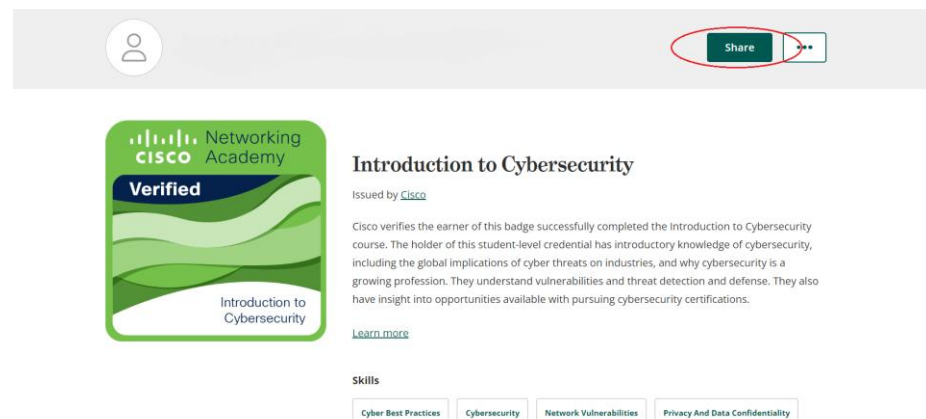 Share
•••
Networking
CISCO Academy
Verified
Introduction to
Cybersecurity
Introduction to Cybersecurity
Issued by Cisco
Cisco verifies the earner of this badge successfully completed the Introduction to Cybersecurity
course. The holder of this student-level credential has introductory knowledge of cybersecurity,
including the global implications of cyber threats on industries, and why cybersecurity is a
growing profession. They understand vulnerabilities and threat detection and defense. They also
have insight into opportunities available with pursuing cybersecurity certifications.
Learn more
Skills
Cyber Best Practices
Cybersecurity
Network Vulnerabilities
Privacy And Data Confidentiality